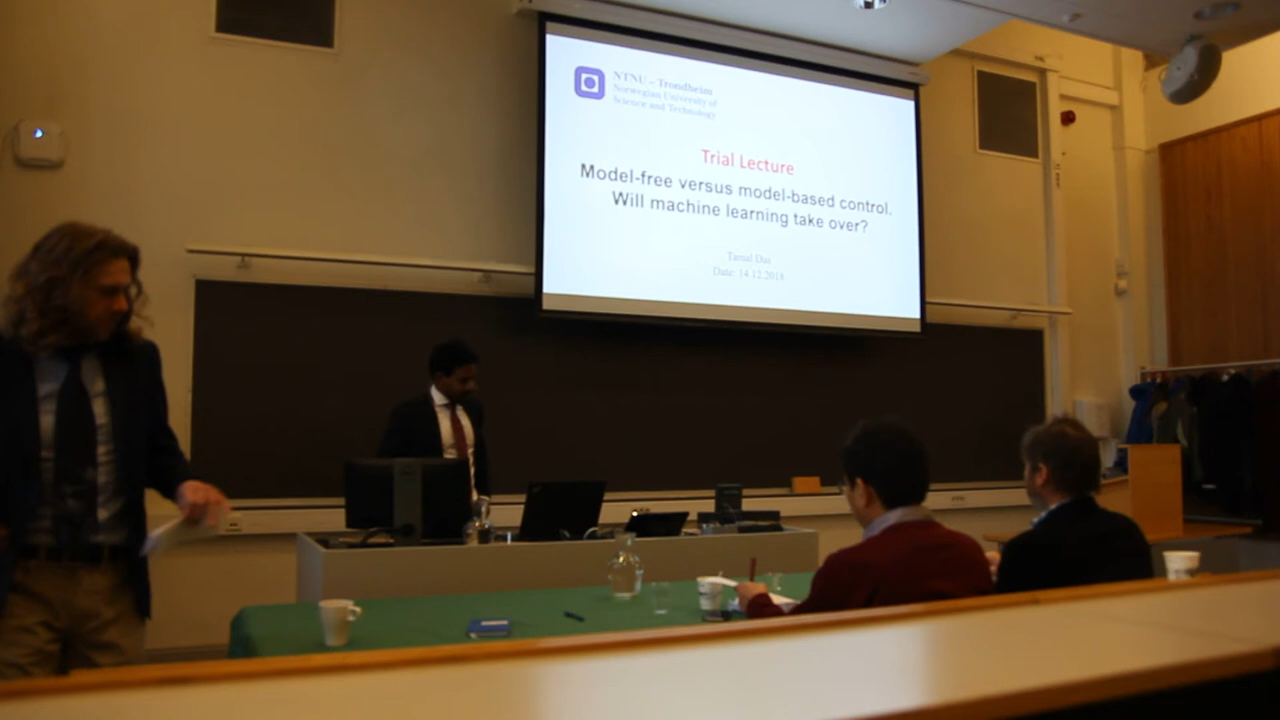 NTNU – Trondheim
Norwegian University of
Science and Technology
Trial Lecture
Model-free versus model-based control.
Will machine learning take over?
Tamal Das
Date: 14.12.2018